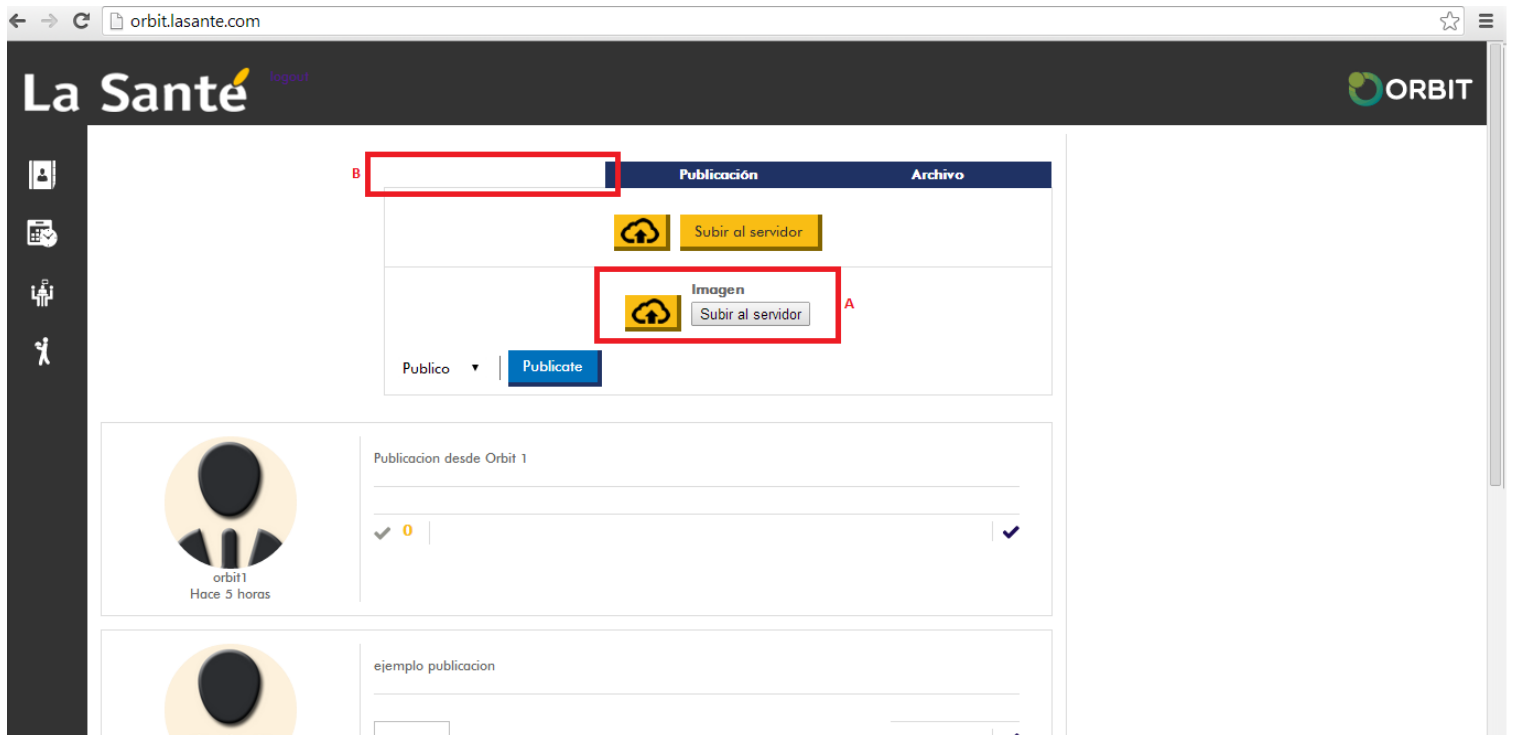 orbit.lasante.com
La Santé logout
ORBIT
B
Publicación Archivo
Subir al servidor
Imagen
Subir al servidor
A
Publico Publicate
Publicacion desde Orbit 1
0
orbit1
Hace 5 horas
ejemplo publicacion